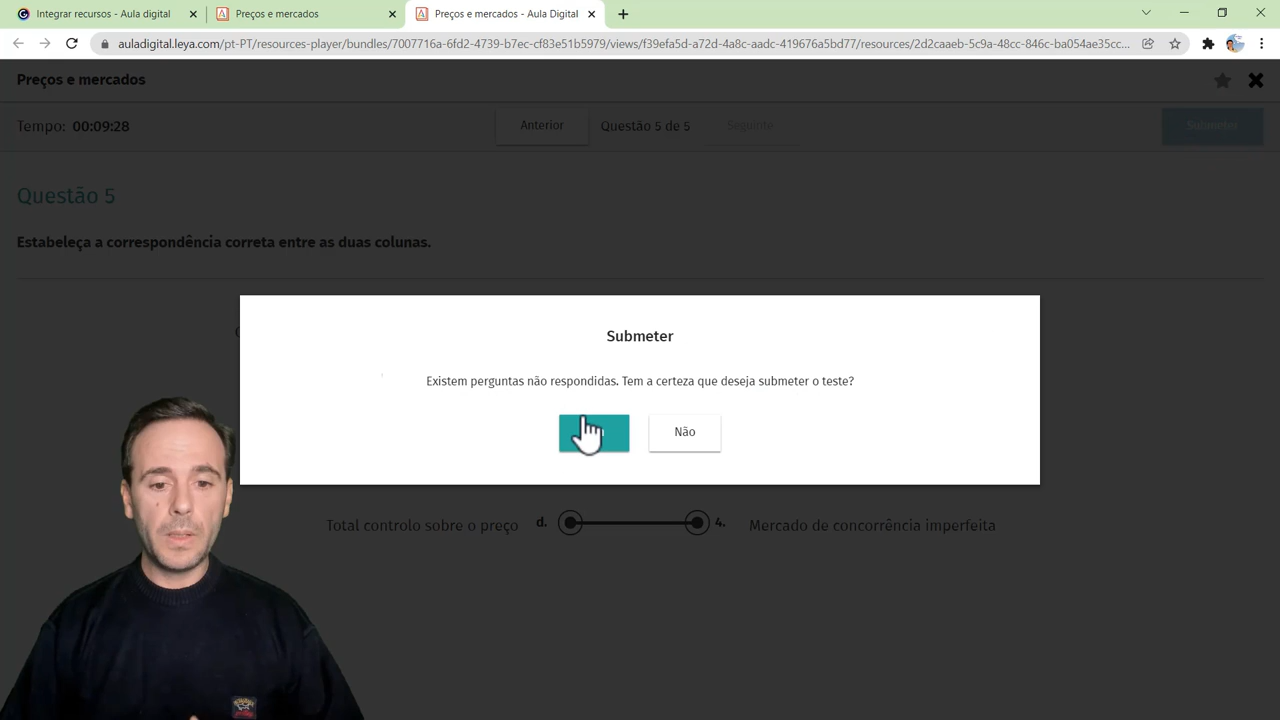 Integrar recursos - Aula digital
Preços e mercados
Preços e mercados - Aula Digital
auladigital.leya.com/pt-PT/resources-player/bundles/7007716a-6fd2-4739-b7ec-ef83e51b5979/views/f39efa5d-a72d-4a8c-aadc-419676a5bd77/resources/2d2caaeb-5c9a-48cc-846c-ba054ae35cc...
Preços e mercados
Tempo: 00:09:28
Anterior
Questão 5 de 5
Seguinte
Submeter
Questão 5
Estabeleça a correspondência correta entre as duas colunas.
Submeter
Existem perguntas não respondidas. Tem a certeza que deseja submeter o teste?
Não
Total controlo sobre o preço d. 4. Mercado de concorrência imperfeita